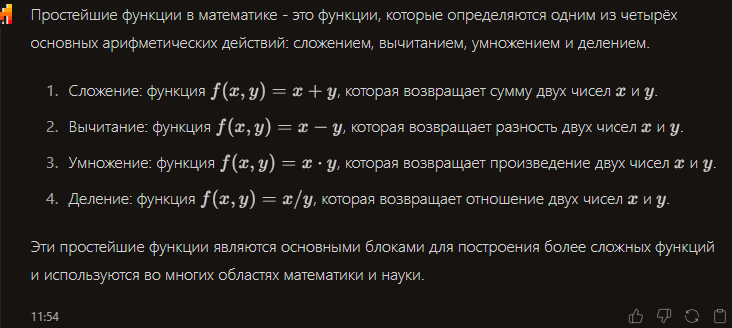 Простейшие функции в математике - это функции, которые определяются одним из четырёх
основных арифметических действий: сложением, вычитанием, умножением и делением.
1. Сложение: функция f(x, y) = x + y, которая возвращает сумму двух чисел x и y.
2. Вычитание: функция f(x, y) = x − y, которая возвращает разность двух чисел x и y.
3. Умножение: функция f(x, y) = x · y, которая возвращает произведение двух чисел x и y.
4. Деление: функция f(x, y) = x/y, которая возвращает отношение двух чисел x и y.
Эти простейшие функции являются основными блоками для построения более сложных функций
и используются во многих областях математики и науки.
11:54